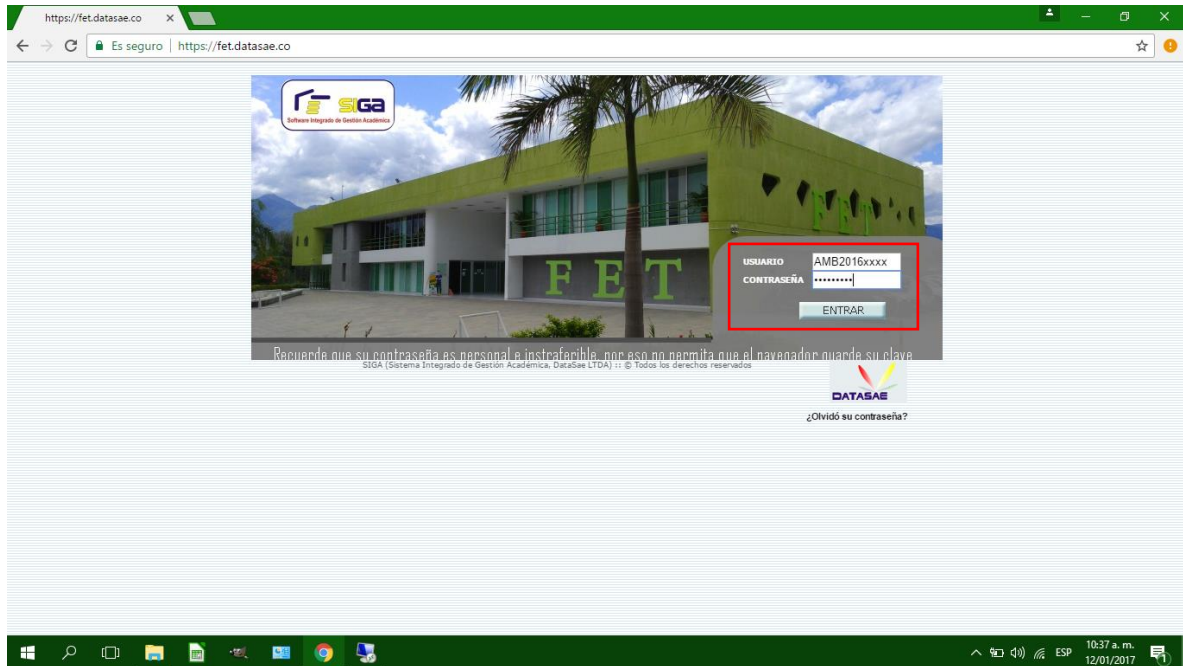 https://fet.datasae.co
Es seguro | https://fet.datasae.co
SIGa
Software Integrado de Gestión Académica
FET
FET
USUARIO AMB2016xxxx
CONTRASEÑA •••••••••
ENTRAR
Recuerde que su contraseña es personal e instraferible, por eso no permita que el navegador guarde su clave
SIGA (Sistema Integrado de Gestión Académica, DataSae LTDA) :: © Todos los derechos reservados
DATASAE
¿Olvidó su contraseña?
ESP
10:37 a. m.
12/01/2017